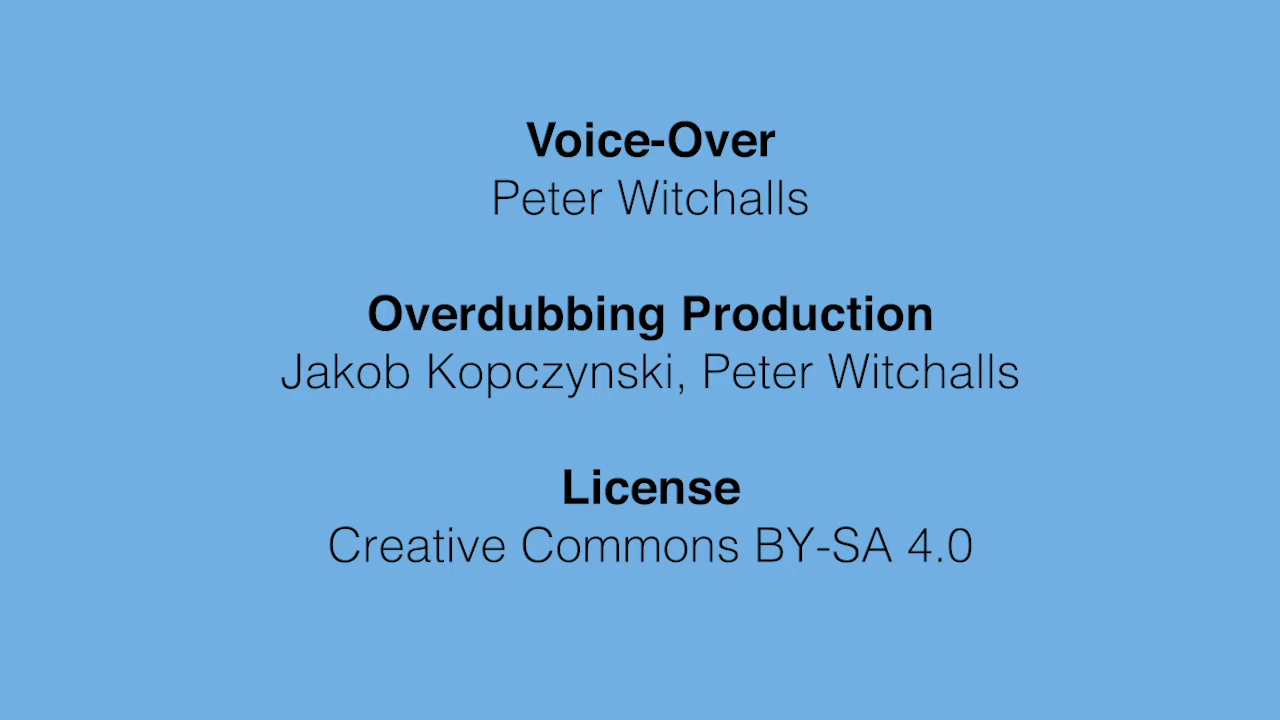 Voice-Over
Peter Witchalls
Overdubbing Production
Jakob Kopczynski, Peter Witchalls
License
Creative Commons BY-SA 4.0